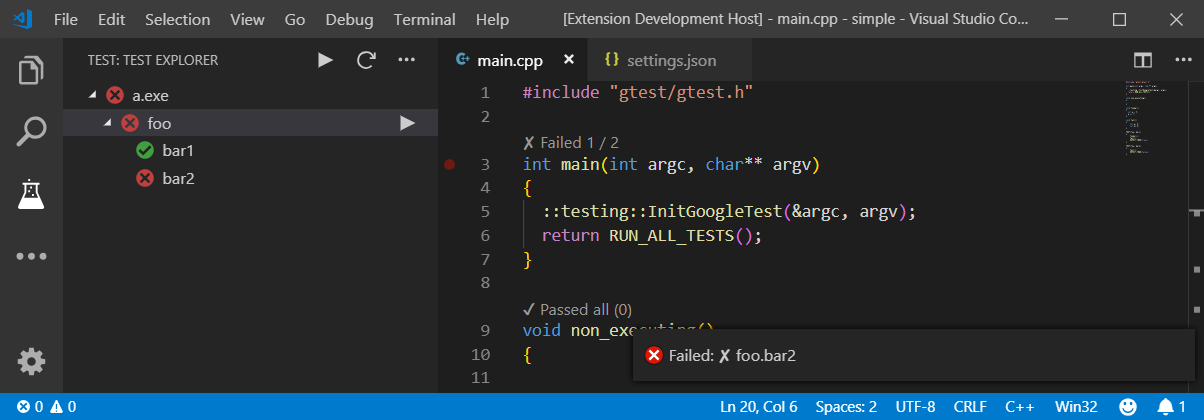 File Edit Selection View Go Debug Terminal Help [Extension Development Host] - main.cpp - simple - Visual Studio Co...
TEST: TEST EXPLORER
a.exe
foo
bar1
bar2
main.cpp
{} settings.json
1 #include "gtest/gtest.h"
2
✗ Failed 1 / 2
3 int main(int argc, char** argv)
4 {
5 ::testing::InitGoogleTest(&argc, argv);
6 return RUN_ALL_TESTS();
7 }
8
✓ Passed all (0)
9 void non_executing()
10 {
11
Failed: ✗ foo.bar2
0 0 Ln 20, Col 6 Spaces: 2 UTF-8 CRLF C++ Win32 1